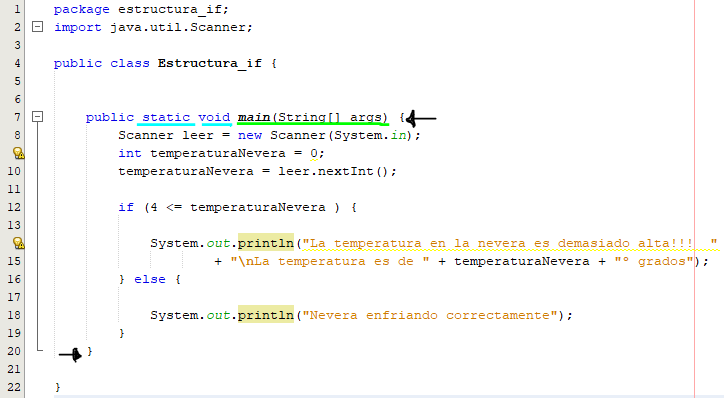 1 package estructura_if;
2 import java.util.Scanner;
3
4 public class Estructura_if {
5
6
7 public static void main(String[] args) {
8 Scanner leer = new Scanner(System.in);
int temperaturaNevera = 0;
10 temperaturaNevera = leer.nextInt();
11
12 if (4 <= temperaturaNevera ) {
13
System.out.println("La temperatura en la nevera es demasiado alta!!! "
15 + "\nLa temperatura es de " + temperaturaNevera + "° grados");
16 } else {
17
18 System.out.println("Nevera enfriando correctamente");
19 }
20 }
21
22 }